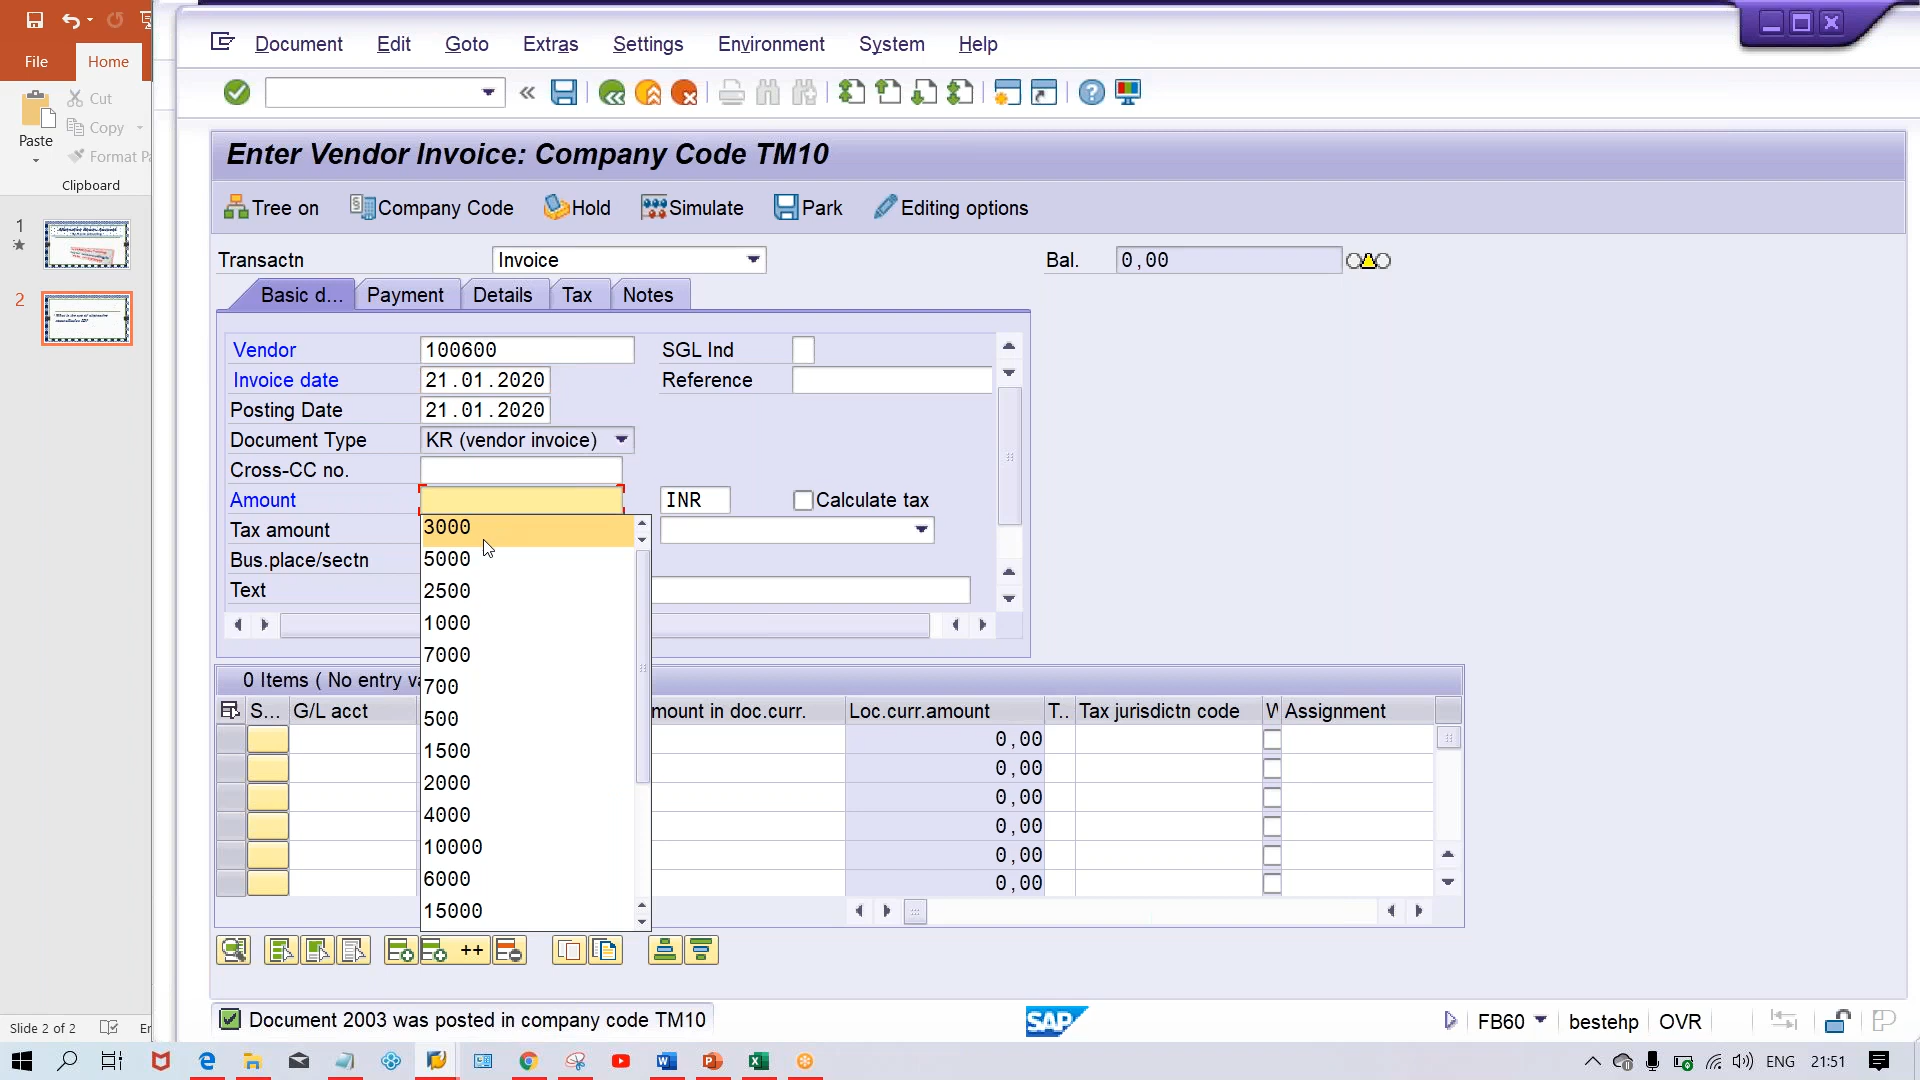 File
Home
Cut
Copy
Paste
Format Pa
Clipboard
1
2
Slide 2 of 2
Document Edit Goto Extras Settings Environment System Help
Enter Vendor Invoice: Company Code TM10
Tree on Company Code Hold Simulate Park Editing options
Transactn Invoice Bal. 0,00
Basic d... Payment Details Tax Notes
Vendor 100600 SGL Ind
Invoice date 21.01.2020 Reference
Posting Date 21.01.2020
Document Type KR (vendor invoice)
Cross-CC no.
Amount INR Calculate tax
Tax amount
Bus.place/sectn
Text
3000
5000
2500
1000
7000
700
500
1500
2000
4000
10000
6000
15000
0 Items ( No entry va
S... G/L acct mount in doc.curr. Loc.curr.amount T.. Tax jurisdictn code W Assignment
0,00
0,00
0,00
0,00
0,00
0,00
++
Document 2003 was posted in company code TM10
SAP
FB60 bestehp OVR
ENG 21:51